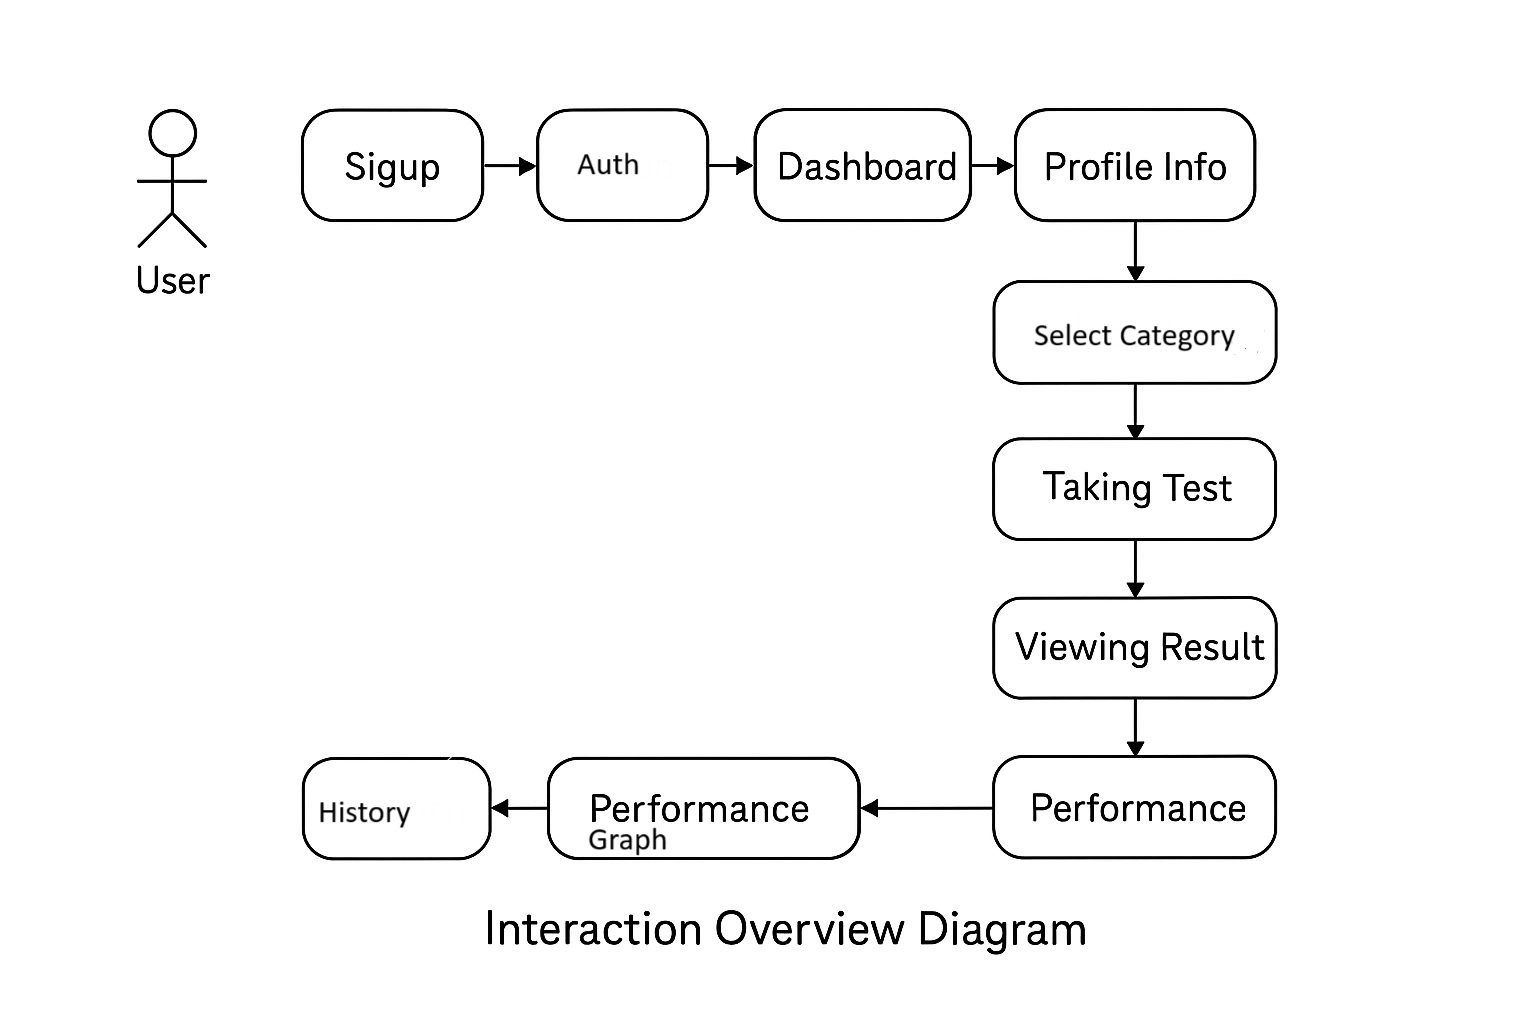 Sigup
Auth
Dashboard
Profile Info
User
Select Category
Taking Test
Viewing Result
Performance
Performance
Graph
History
Interaction Overview Diagram